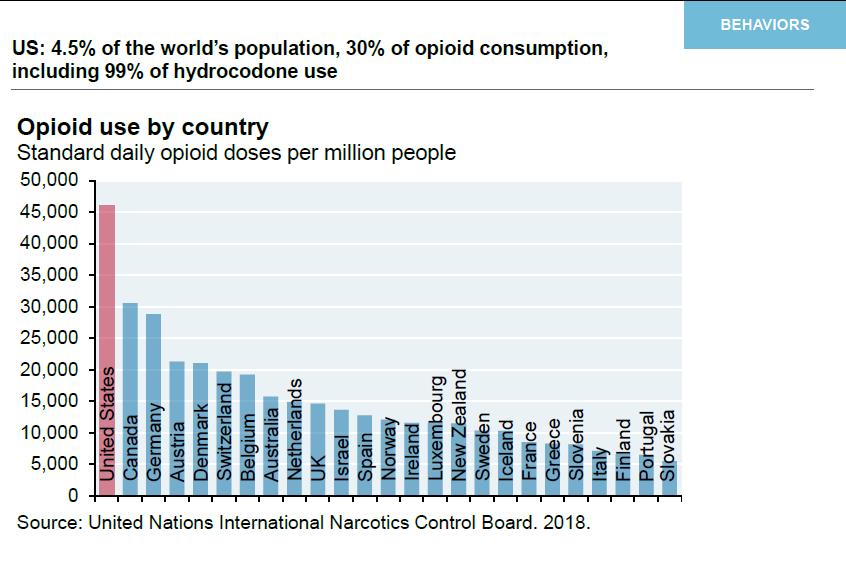 BEHAVIORS
US: 4.5% of the world’s population, 30% of opioid consumption,
including 99% of hydrocodone use
Opioid use by country
Standard daily opioid doses per million people
50,000
45,000
40,000
35,000
30,000
25,000
20,000
15,000
10,000
5,000
0
United States
Canada
Germany
Austria
Denmark
Switzerland
Belgium
Australia
Netherlands
UK
Israel
Spain
Norway
Ireland
Luxembourg
New Zealand
Sweden
Iceland
France
Greece
Slovenia
Italy
Finland
Portugal
Slovakia
Source: United Nations International Narcotics Control Board. 2018.